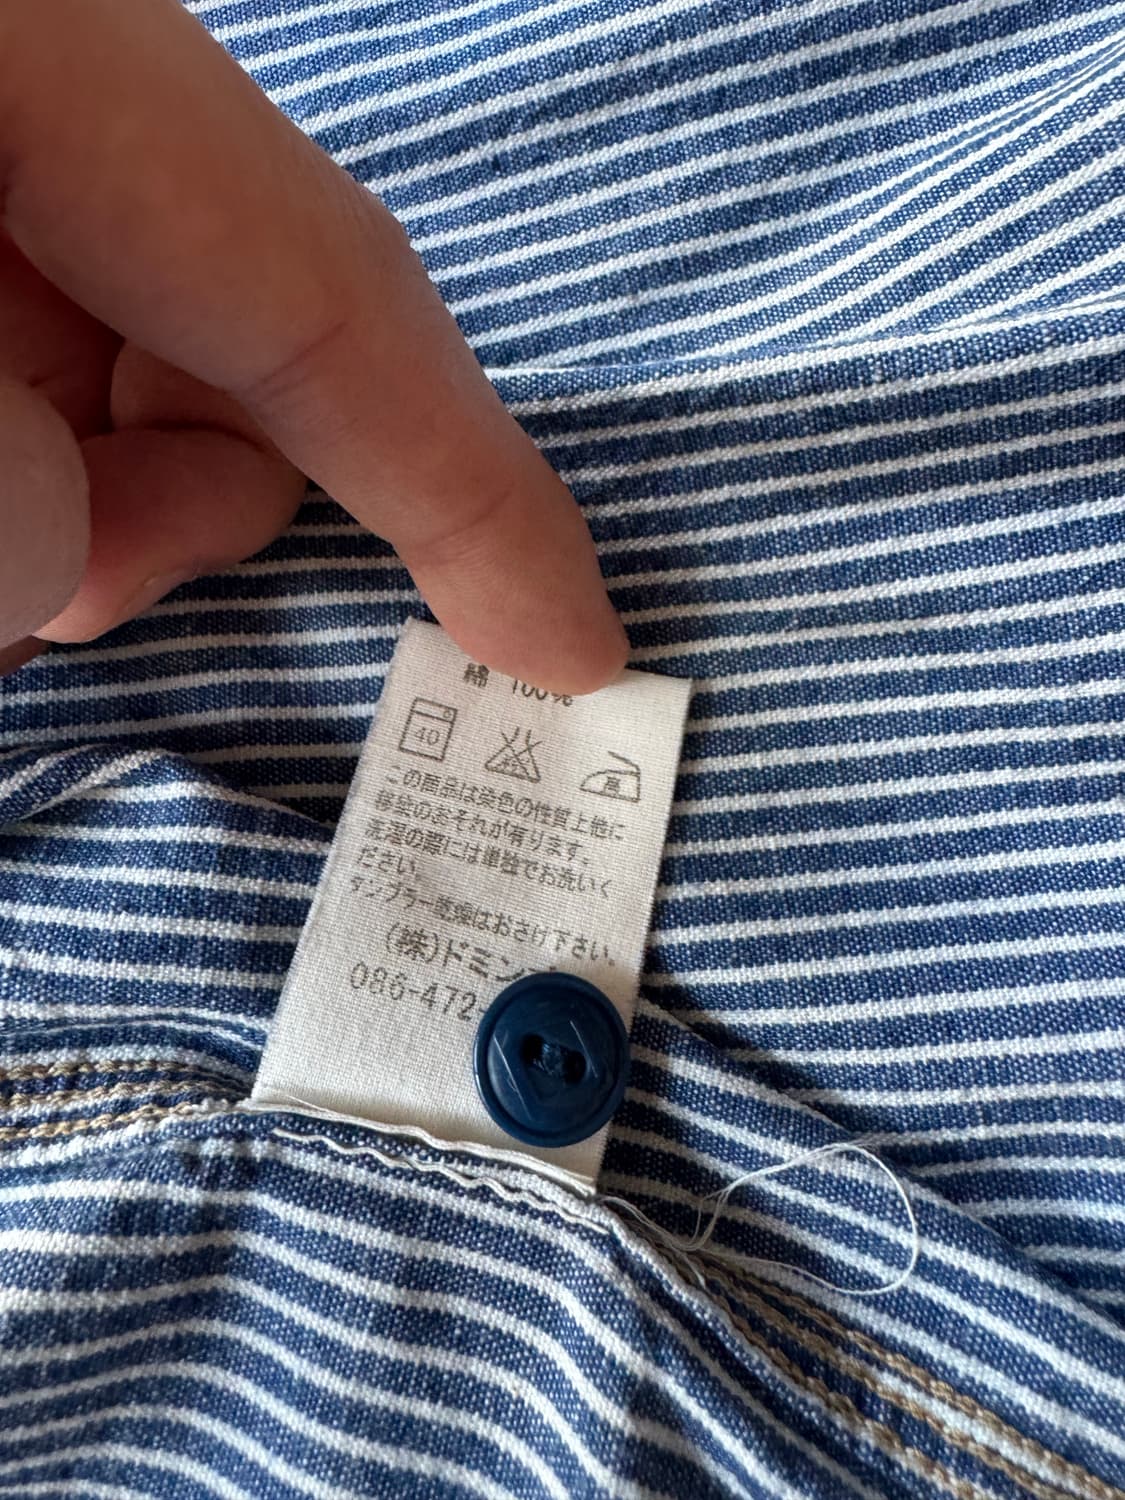 綿 100%
40
高
この商品は染色の性質上他に
移染のおそれが有ります。
洗濯の際には単独でお洗いく
ださい。
タンブラー乾燥はおさけ下さい。
(株)ドミン
086-472